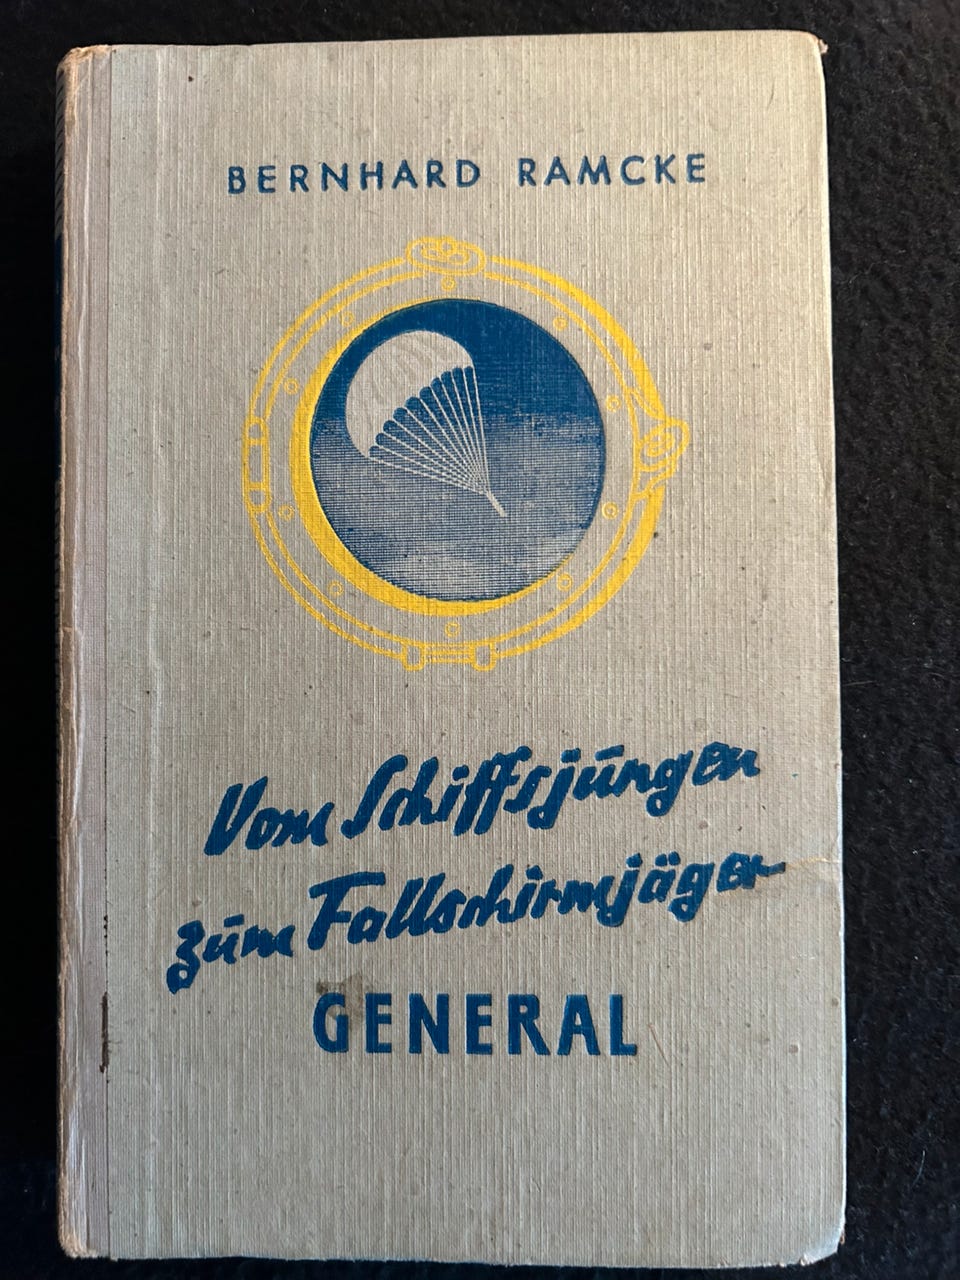 BERNHARD RAMCKE
Vom Schiffsjungen
zum Fallschirmjäger
GENERAL